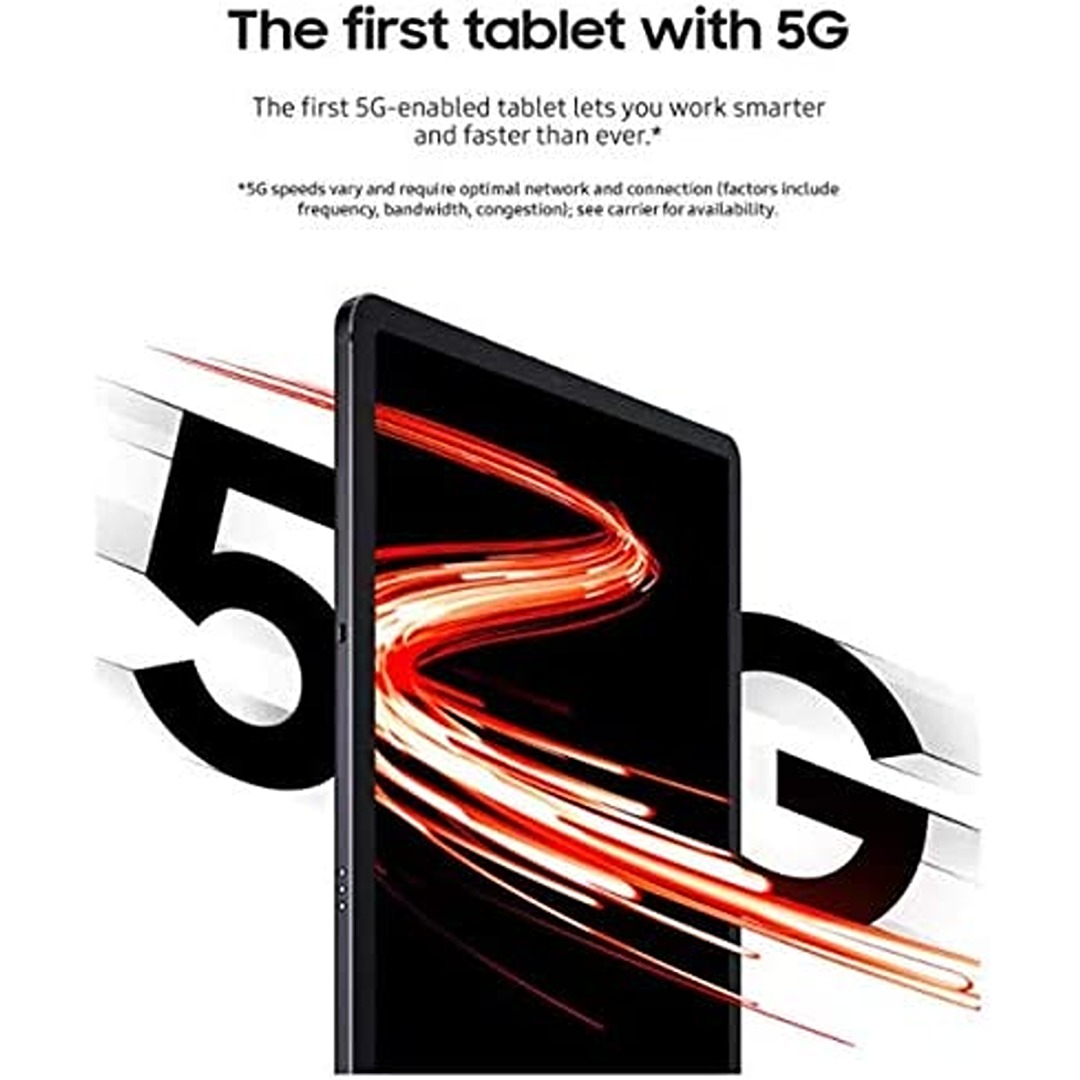 The first tablet with 5G
The first 5G-enabled tablet lets you work smarter
and faster than ever.*
*5G speeds vary and require optimal network and connection (factors include
frequency, bandwidth, congestion); see carrier for availability.
5G